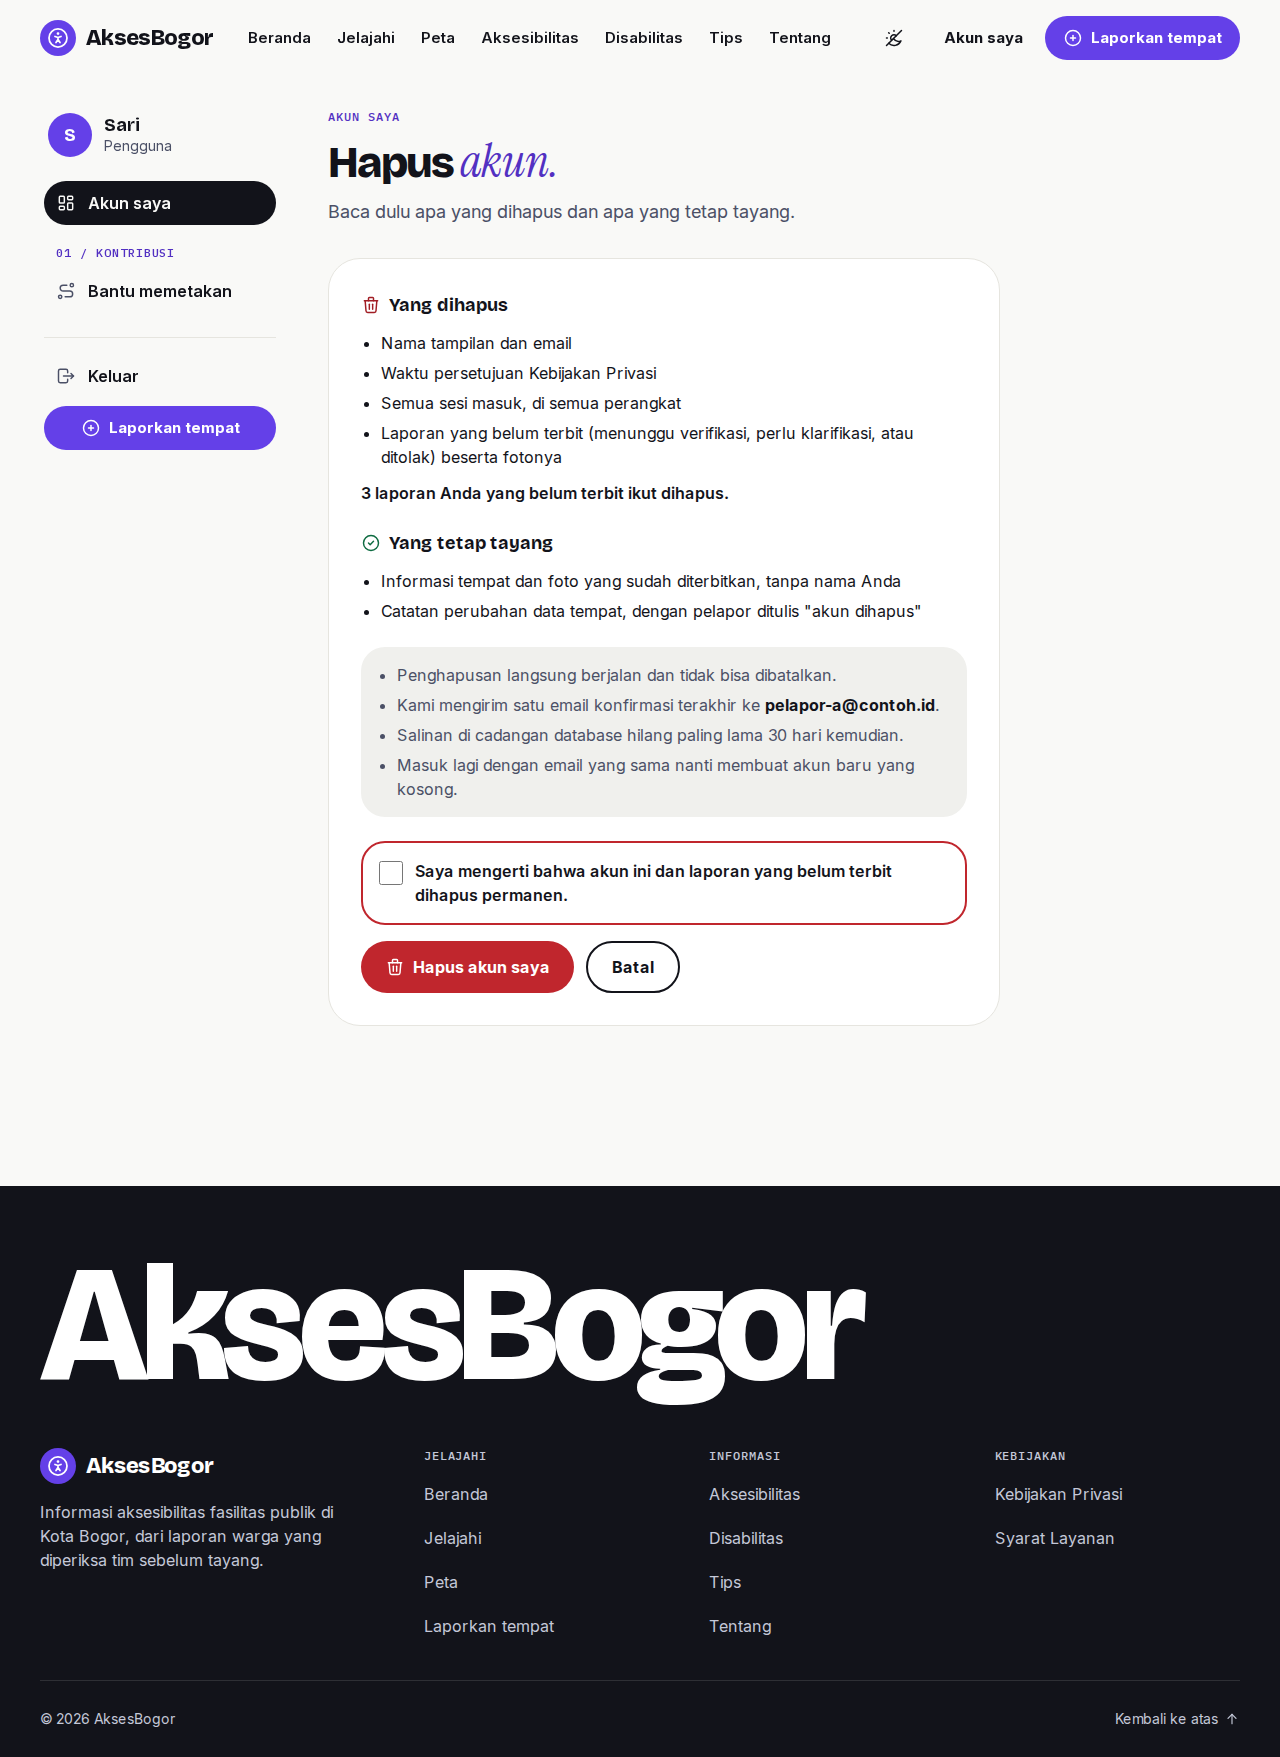 AksesBogor
Beranda
Jelajahi
Peta
Aksesibilitas
Disabilitas
Tips
Tentang
Akun saya
Laporkan tempat
S
Sari
Pengguna
Akun saya
01 / KONTRIBUSI
Bantu memetakan
Keluar
Laporkan tempat
AKUN SAYA
Hapus akun.
Baca dulu apa yang dihapus dan apa yang tetap tayang.
Yang dihapus
• Nama tampilan dan email
• Waktu persetujuan Kebijakan Privasi
• Semua sesi masuk, di semua perangkat
• Laporan yang belum terbit (menunggu verifikasi, perlu klarifikasi, atau
ditolak) beserta fotonya
3 laporan Anda yang belum terbit ikut dihapus.
Yang tetap tayang
• Informasi tempat dan foto yang sudah diterbitkan, tanpa nama Anda
• Catatan perubahan data tempat, dengan pelapor ditulis "akun dihapus"
• Penghapusan langsung berjalan dan tidak bisa dibatalkan.
• Kami mengirim satu email konfirmasi terakhir ke pelapor-a@contoh.id.
• Salinan di cadangan database hilang paling lama 30 hari kemudian.
• Masuk lagi dengan email yang sama nanti membuat akun baru yang
kosong.
Saya mengerti bahwa akun ini dan laporan yang belum terbit
dihapus permanen.
Hapus akun saya
Batal
AksesBogor
AksesBogor
Informasi aksesibilitas fasilitas publik di
Kota Bogor, dari laporan warga yang
diperiksa tim sebelum tayang.
JELAJAHI
Beranda
Jelajahi
Peta
Laporkan tempat
INFORMASI
Aksesibilitas
Disabilitas
Tips
Tentang
KEBIJAKAN
Kebijakan Privasi
Syarat Layanan
© 2026 AksesBogor
Kembali ke atas ↑